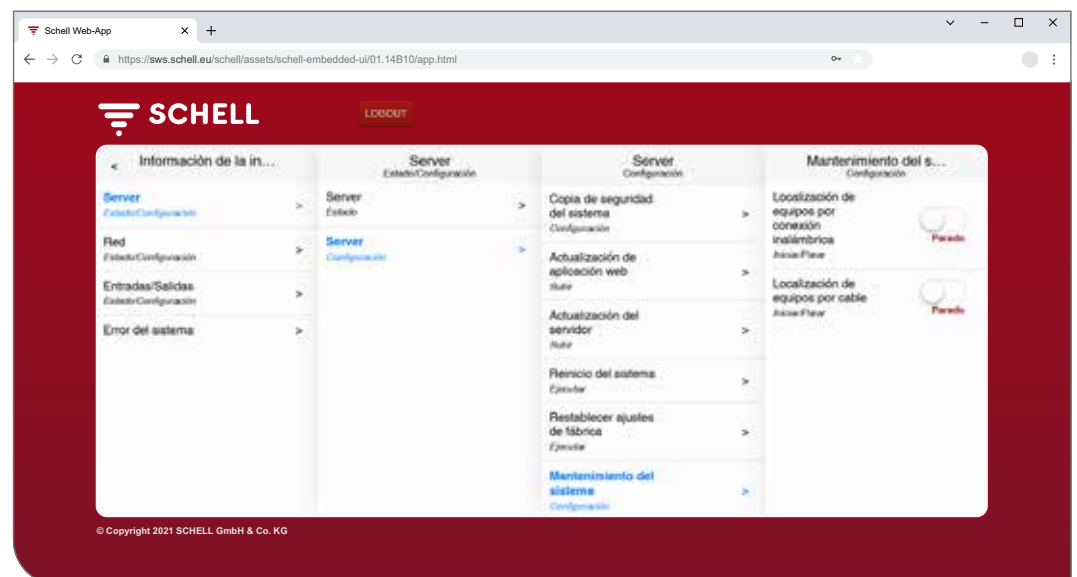 Schell Web-App
https://sws.schell.eu/schell/assets/schell-embedded-ui/01.14B10/app.html
SCHELL
LOGOUT
Información de la in...
Server
Estado/Configuración
Red
Estado/Configuración
Entradas/Salidas
Estado/Configuración
Error del sistema
Server
Estado/Configuración
Server
Estado
Server
Configuración
Server
Configuración
Copia de seguridad
del sistema
Configuración
Actualización de
aplicación web
Subir
Actualización del
servidor
Subir
Reinicio del sistema
Ejecutar
Restablecer ajustes
de fábrica
Ejecutar
Mantenimiento del
sistema
Configuración
Mantenimiento del s...
Configuración
Localización de
equipos por
conexión
inalámbrica
Iniciar/Parar
Parado
Localización de
equipos por cable
Iniciar/Parar
Parado
© Copyright 2021 SCHELL GmbH & Co. KG